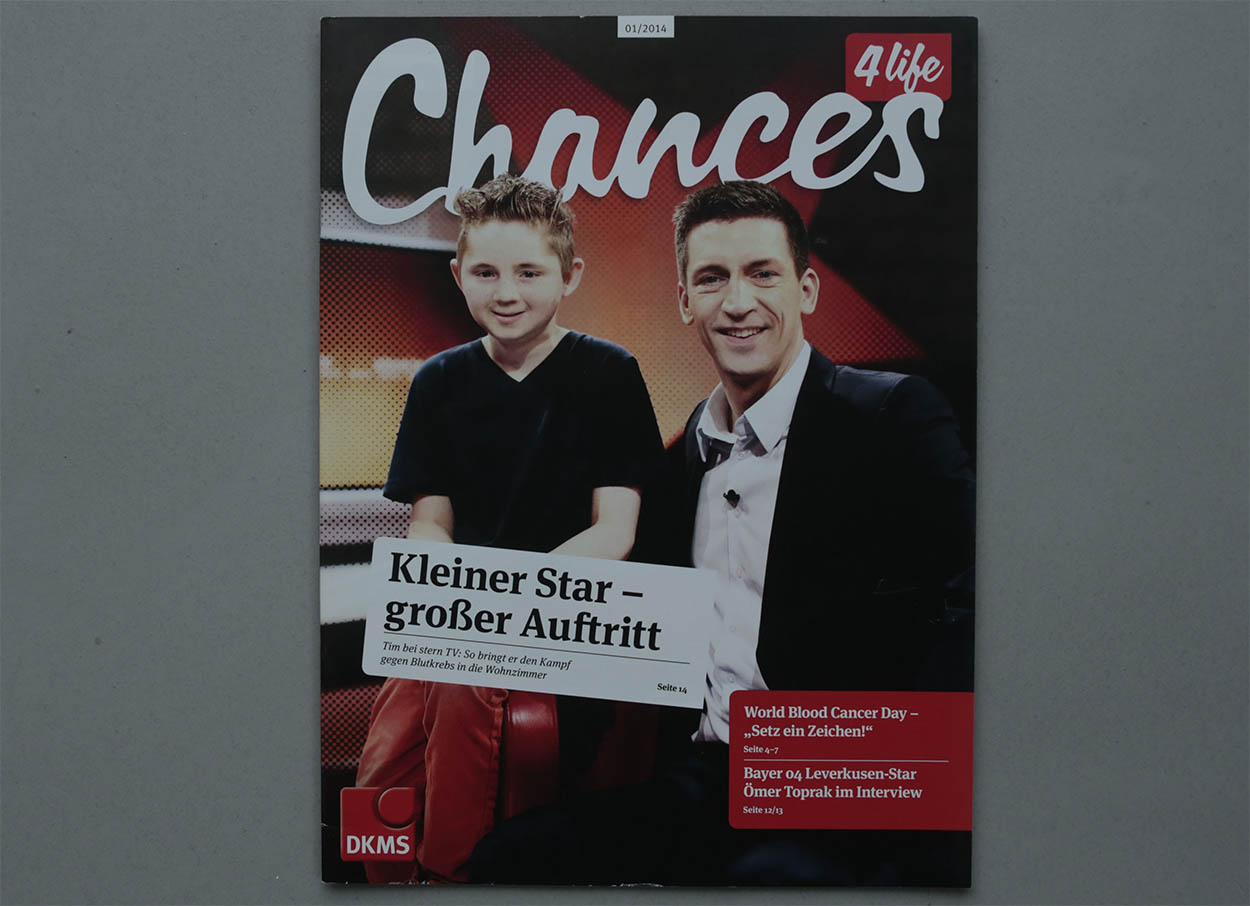 01/2014
4 life
Chances
Kleiner Star –
großer Auftritt
Tim bei stern TV: So bringt er den Kampf
gegen Blutkrebs in die Wohnzimmer
Seite 14
World Blood Cancer Day –
„Setz ein Zeichen!“
Seite 4–7
Bayer 04 Leverkusen-Star
Ömer Toprak im Interview
Seite 12/13
DKMS